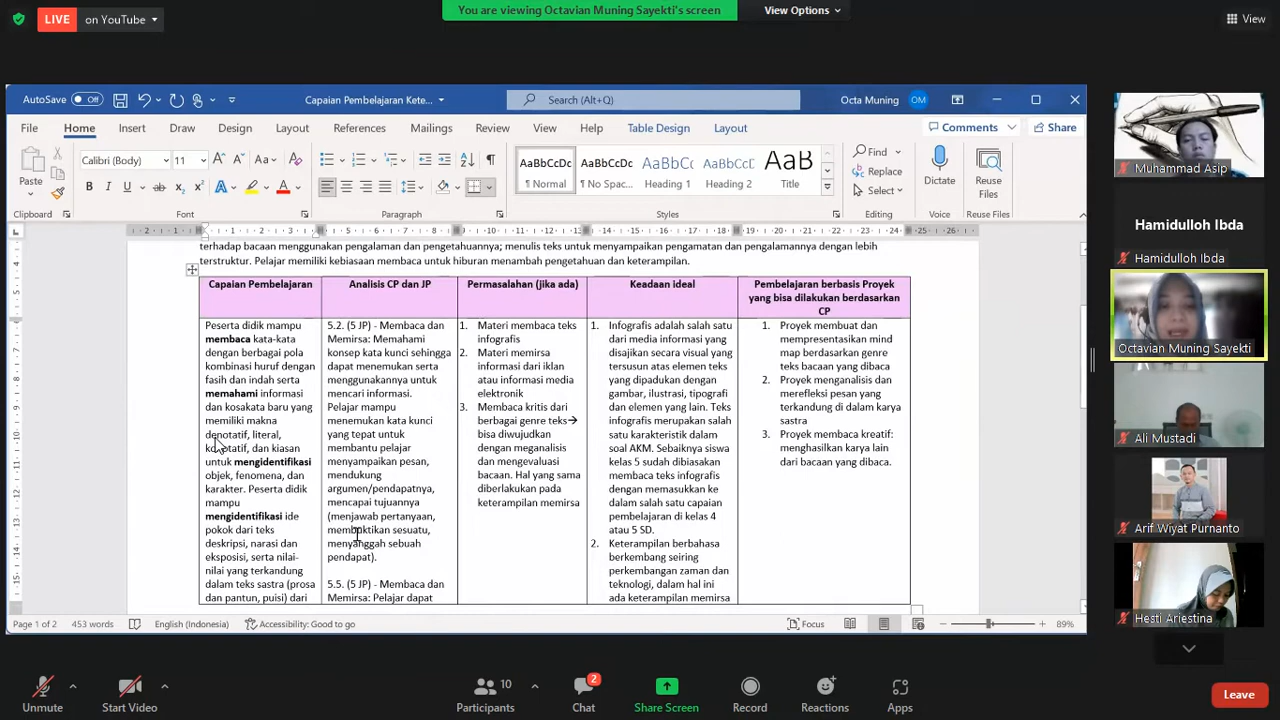 LIVE on YouTube
You are viewing Octavian Muning Sayekti's screen
View Options
View
AutoSave Off
Capaian Pembelajaran Kete...
Search (Alt+Q)
Octa Muning OM
File Home Insert Draw Design Layout References Mailings Review View Help Table Design Layout
Comments Share
Paste
Calibri (Body) 11
AaBbCcDc AaBbCcDc AaBbCc AaBbCcC AaB
¶ Normal ¶ No Spac... Heading 1 Heading 2 Title
Find
Replace
Select
Dictate
Reuse
Files
Clipboard Font Paragraph Styles Editing Voice Reuse Files
terhadap bacaan menggunakan pengalaman dan pengetahuannya; menulis teks untuk menyampaikan pengamatan dan pengalamannya dengan lebih
terstruktur. Pelajar memiliki kebiasaan membaca untuk hiburan menambah pengetahuan dan keterampilan.
Capaian Pembelajaran
Analisis CP dan JP
Permasalahan (jika ada)
Keadaan ideal
Pembelajaran berbasis Proyek
yang bisa dilakukan berdasarkan
CP
Peserta didik mampu
membaca kata-kata
dengan berbagai pola
kombinasi huruf dengan
fasih dan indah serta
memahami informasi
dan kosakata baru yang
memiliki makna
denotatif, literal,
konotatif, dan kiasan
untuk mengidentifikasi
objek, fenomena, dan
karakter. Peserta didik
mampu
mengidentifikasi ide
pokok dari teks
deskripsi, narasi dan
eksposisi, serta nilai-
nilai yang terkandung
dalam teks sastra (prosa
dan pantun, puisi) dari
5.2. (5 JP) - Membaca dan
Memirsa: Memahami
konsep kata kunci sehingga
dapat menemukan serta
menggunakannya untuk
mencari informasi.
Pelajar mampu
menemukan kata kunci
yang tepat untuk
membantu pelajar
menyampaikan pesan,
mendukung
argumen/pendapatnya,
mencapai tujuannya
(menjawab pertanyaan,
membuktikan sesuatu,
menyanggah sebuah
pendapat).
5.5. (5 JP) - Membaca dan
Memirsa: Pelajar dapat
1. Materi membaca teks
infografis
2. Materi memirsa
informasi dari iklan
atau informasi media
elektronik
3. Membaca kritis dari
berbagai genre teks→
bisa diwujudkan
dengan meganalisis
dan mengevaluasi
bacaan. Hal yang sama
diberlakukan pada
keterampilan memirsa
1. Infografis adalah salah satu
dari media informasi yang
disajikan secara visual yang
tersusun atas elemen teks
yang dipadukan dengan
gambar, ilustrasi, tipografi
dan elemen yang lain. Teks
infografis merupakan salah
satu karakteristik dalam
soal AKM. Sebaiknya siswa
kelas 5 sudah dibiasakan
membaca teks infografis
dengan memasukkan ke
dalam salah satu capaian
pembelajaran di kelas 4
atau 5 SD.
2. Keterampilan berbahasa
berkembang seiring
perkembangan zaman dan
teknologi, dalam hal ini
ada keterampilan memirsa
1. Proyek membuat dan
mempresentasikan mind
map berdasarkan genre
teks bacaan yang dibaca
2. Proyek menganalisis dan
merefleksi pesan yang
terkandung di dalam karya
sastra
3. Proyek membaca kreatif:
menghasilkan karya lain
dari bacaan yang dibaca.
Page 1 of 2 453 words English (Indonesia) Accessibility: Good to go Focus 89%
Muhammad Asip
Hamidulloh Ibda
Hamidulloh Ibda
Octavian Muning Sayekti
Ali Mustadi
Arif Wiyat Purnanto
Hesti Ariestina
Unmute
Start Video
10
Participants
2
Chat
Share Screen
Record
Reactions
Apps
Leave